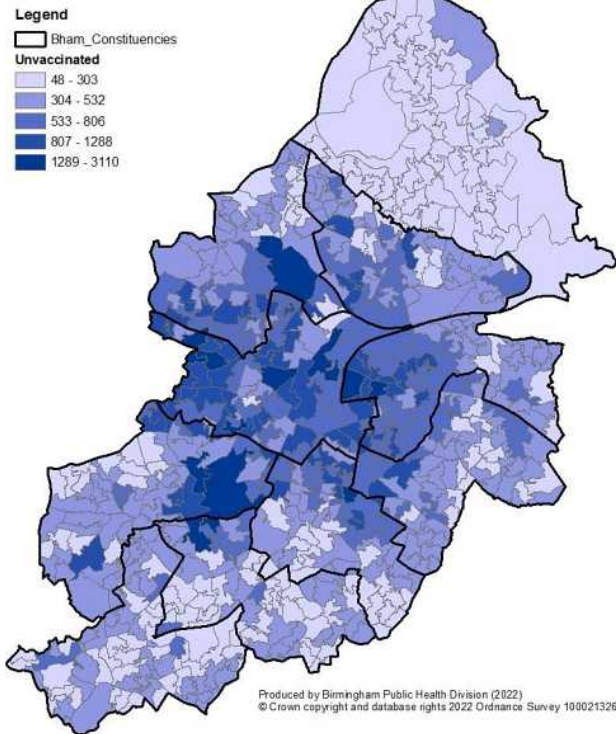 Legend
Bham_Constituencies
Unvaccinated
48 - 303
304 - 532
533 - 806
807 - 1288
1289 - 3110
Produced by Birmingham Public Health Division (2022)
© Crown copyright and database rights 2022 Ordnance Survey 100021326